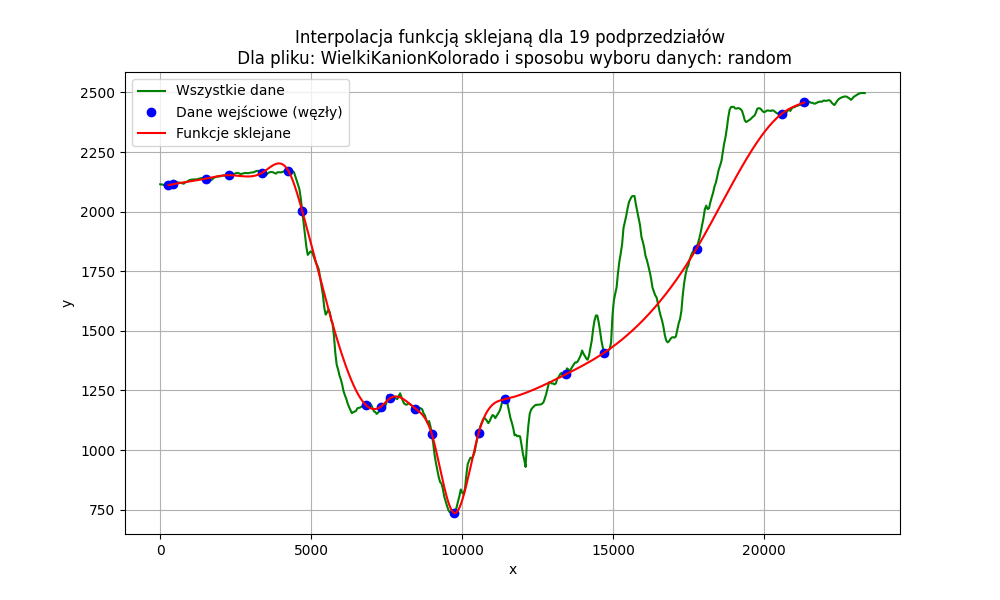 Interpolacja funkcją sklejaną dla 19 podprzedziałów
Dla pliku: WielkiKanionKolorado i sposobu wyboru danych: random
Wszystkie dane
Dane wejściowe (węzły)
Funkcje sklejane
2500
2250
2000
1750
1500
1250
1000
750
y
0
5000
10000
15000
20000
x